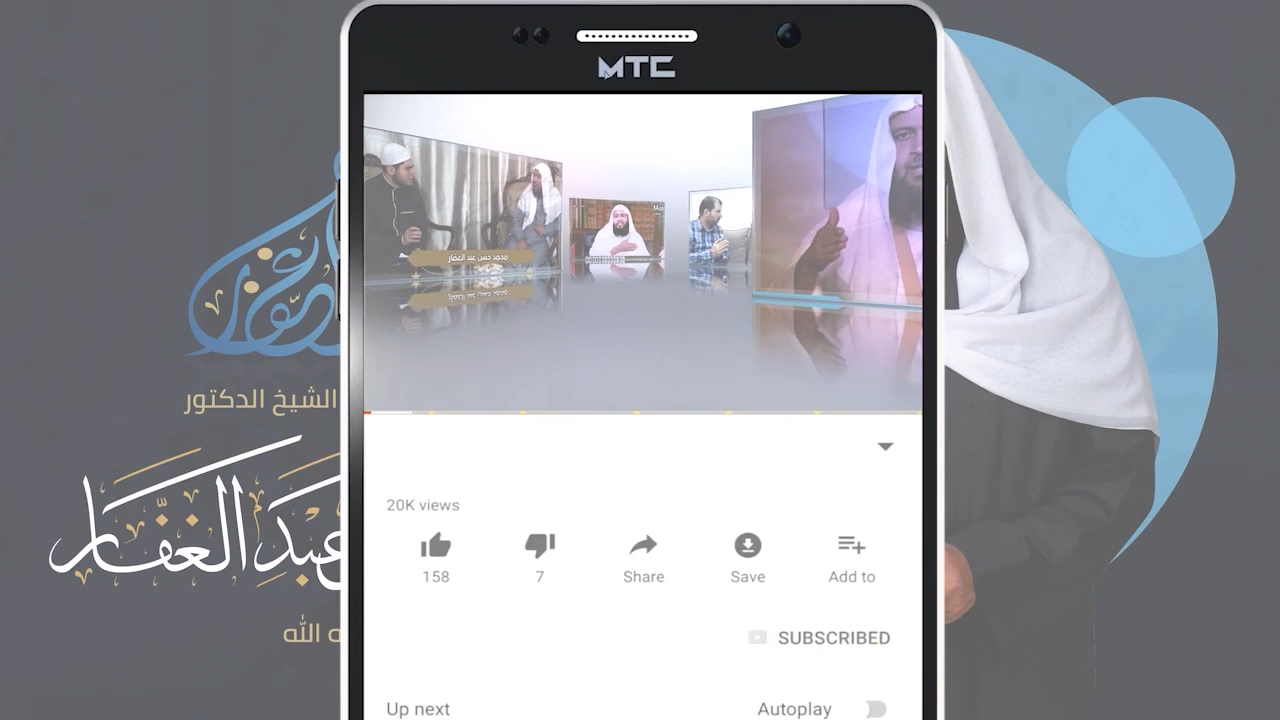 MTC
محمد حسن عبد الغفار
الشيخ الدكتور
عبد الغفار
ه الله
20K views
158
7
Share
Save
Add to
SUBSCRIBED
Up next
Autoplay